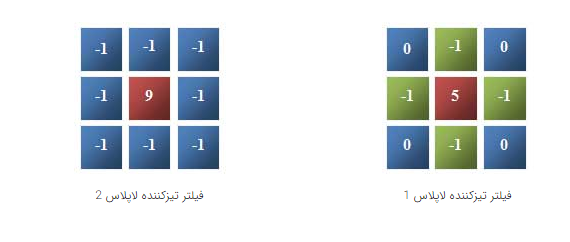 -1 -1 -1
-1 9 -1
-1 -1 -1
فیلتر تیزکننده لاپلاس 2
0 -1 0
-1 5 -1
0 -1 0
فیلتر تیزکننده لاپلاس 1